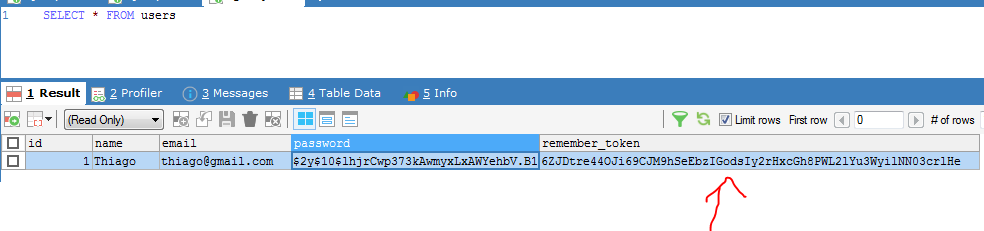 1 SELECT * FROM users
1 Result 2 Profiler 3 Messages 4 Table Data 5 Info
(Read Only) Limit rows First row 0 # of rows
id name email password remember_token
1 Thiago thiago@gmail.com $2y$10$lhjrCwp373kAwmyxLxAWYehbV.B1 6ZJDtre44OJi69CJM9hSeEbzIGodsIy2rHxcGh8PWL2lYu3WyilNN03crlHe